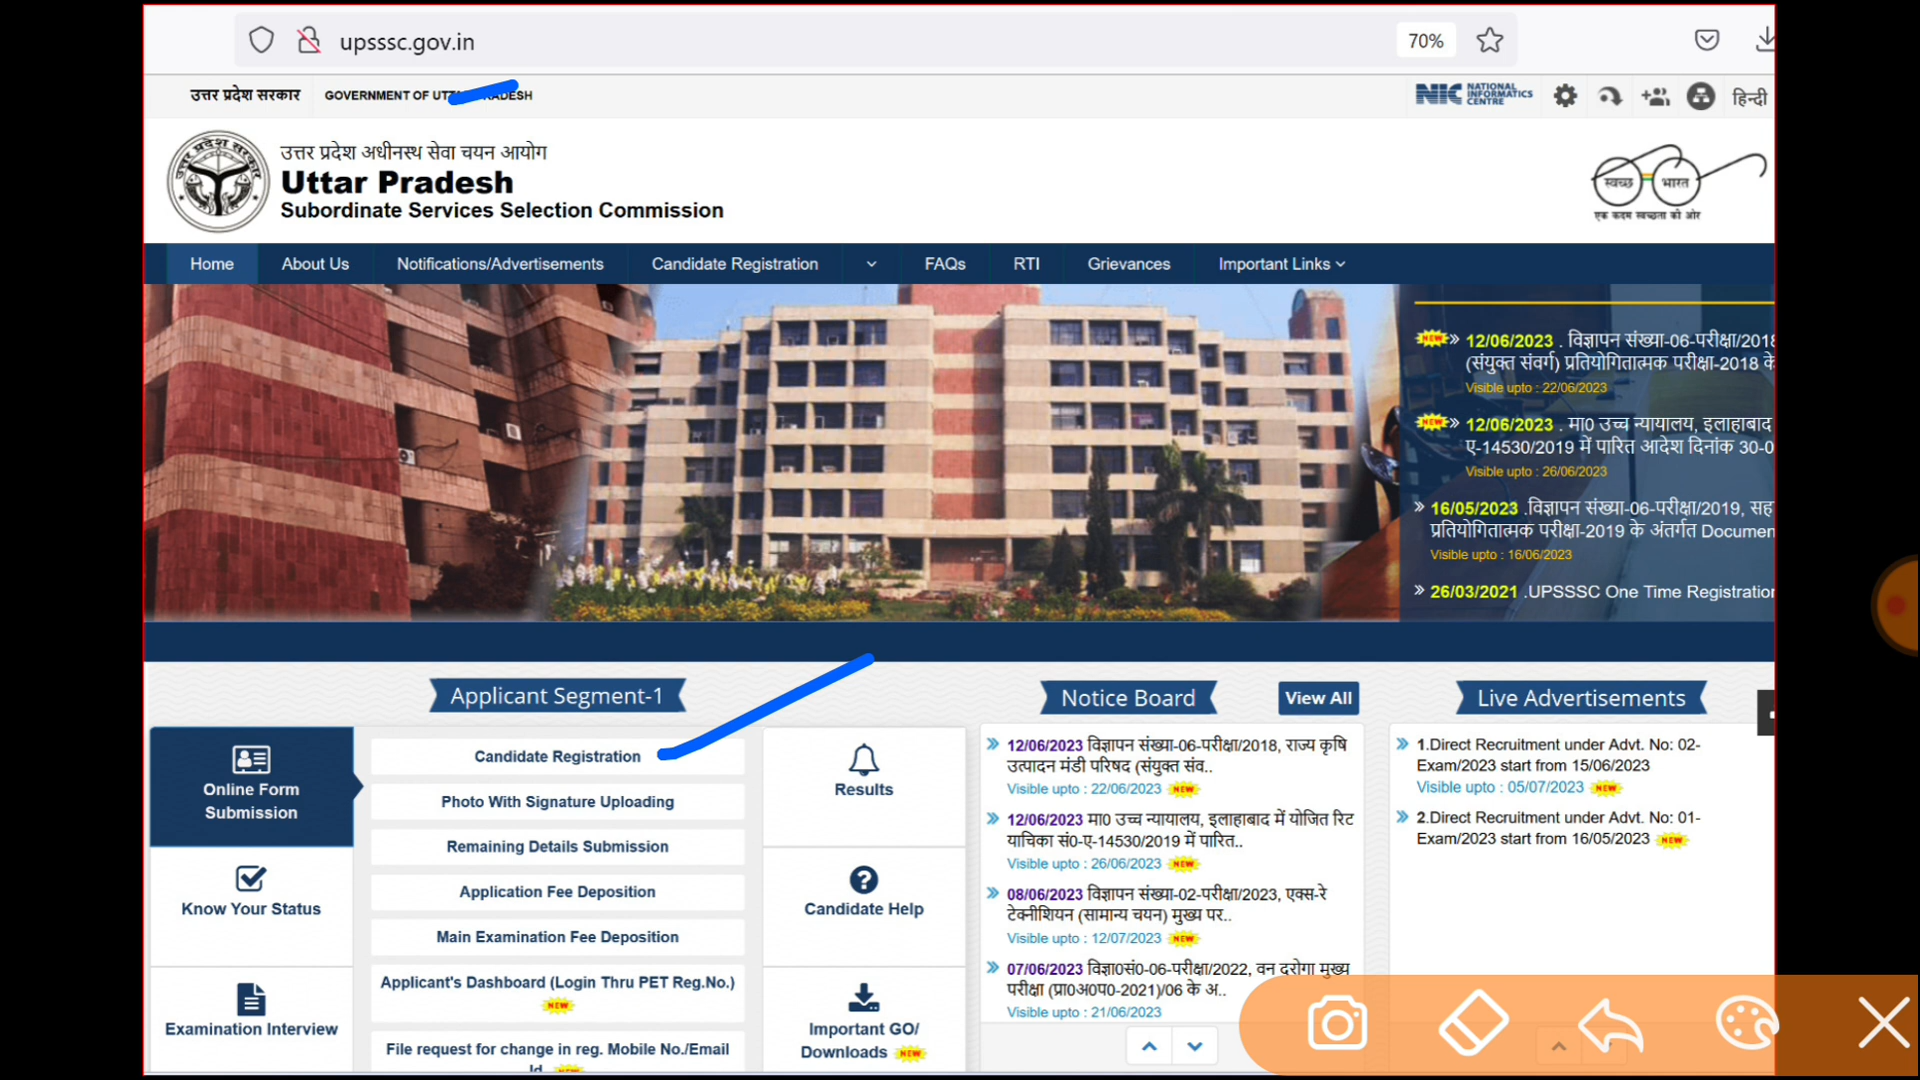 upsssc.gov.in
70%
उत्तर प्रदेश सरकार
GOVERNMENT OF UTTAR PRADESH
NIC NATIONAL INFORMATICS CENTRE
हिन्दी
उत्तर प्रदेश अधीनस्थ सेवा चयन आयोग
Uttar Pradesh
Subordinate Services Selection Commission
उत्तर प्रदेश सरकार
स्वच्छ भारत
एक कदम स्वच्छता की ओर
Home About Us Notifications/Advertisements Candidate Registration FAQs RTI Grievances Important Links
NEW 12/06/2023 . विज्ञापन संख्या-06-परीक्षा/2018
(संयुक्त संवर्ग) प्रतियोगितात्मक परीक्षा-2018 के
Visible upto : 22/06/2023
NEW 12/06/2023 . मा0 उच्च न्यायालय, इलाहाबाद
ए-14530/2019 में पारित आदेश दिनांक 30-0
Visible upto : 26/06/2023
16/05/2023 .विज्ञापन संख्या-06-परीक्षा/2019, सह
प्रतियोगितात्मक परीक्षा-2019 के अंतर्गत Documen
Visible upto : 16/06/2023
26/03/2021 .UPSSSC One Time Registration
Applicant Segment-1
Online Form
Submission
Know Your Status
Examination Interview
Candidate Registration
Photo With Signature Uploading
Remaining Details Submission
Application Fee Deposition
Main Examination Fee Deposition
Applicant's Dashboard (Login Thru PET Reg.No.)
NEW
File request for change in reg. Mobile No./Email
Id NEW
Results
Candidate Help
Important GO/
Downloads NEW
Notice Board
View All
12/06/2023 विज्ञापन संख्या-06-परीक्षा/2018, राज्य कृषि
उत्पादन मंडी परिषद (संयुक्त संव..
Visible upto : 22/06/2023 NEW
12/06/2023 मा0 उच्च न्यायालय, इलाहाबाद में योजित रिट
याचिका सं0-ए-14530/2019 में पारित..
Visible upto : 26/06/2023 NEW
08/06/2023 विज्ञापन संख्या-02-परीक्षा/2023, एक्स-रे
टेक्नीशियन (सामान्य चयन) मुख्य पर..
Visible upto : 12/07/2023 NEW
07/06/2023 विज्ञा0सं0-06-परीक्षा/2022, वन दरोगा मुख्य
परीक्षा (प्रा0अ0प0-2021)/06 के अ..
Visible upto : 21/06/2023
Live Advertisements
1.Direct Recruitment under Advt. No: 02-
Exam/2023 start from 15/06/2023
Visible upto : 05/07/2023 NEW
2.Direct Recruitment under Advt. No: 01-
Exam/2023 start from 16/05/2023 NEW